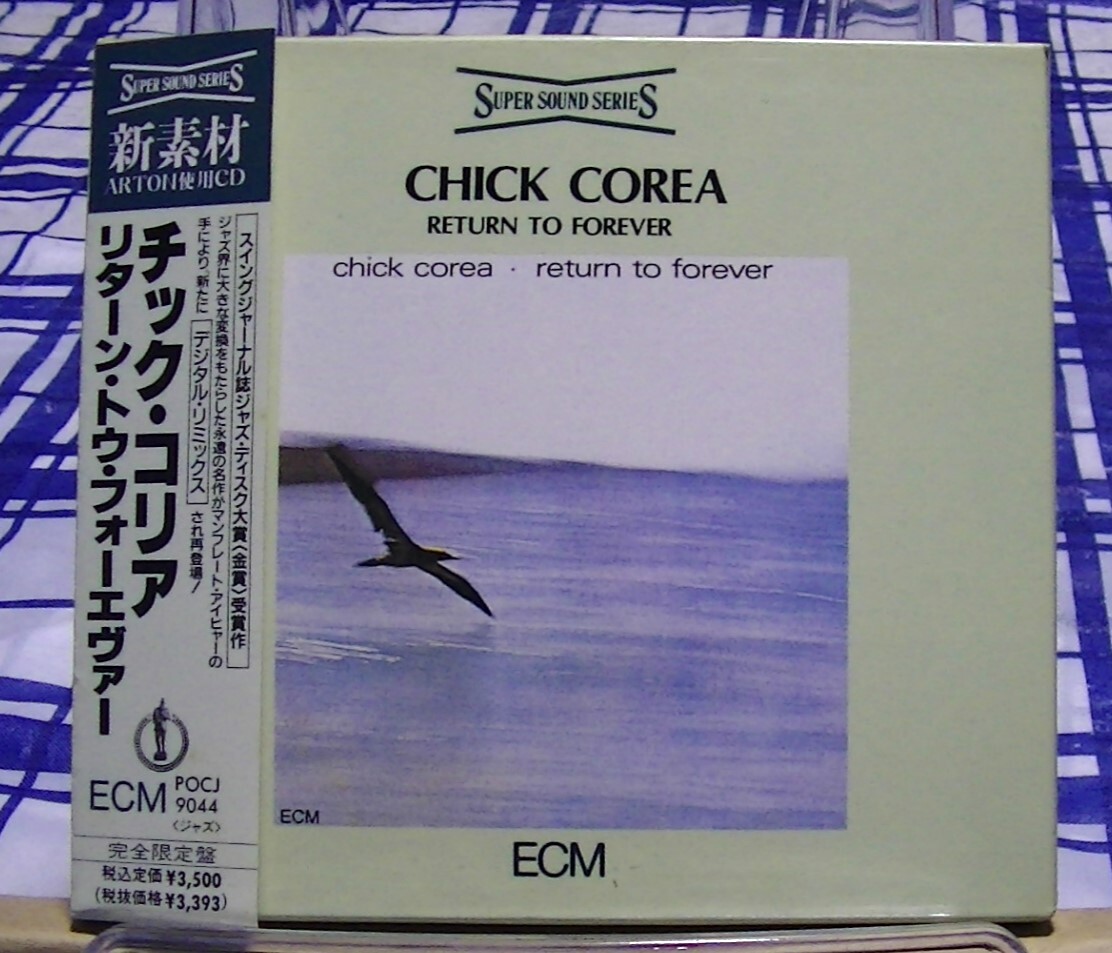 SUPER SOUND SERIES
新素材
ARTON使用CD
スイングジャーナル誌ジャズ・ディスク大賞〈金賞〉受賞作
ジャズ界に大きな変換をもたらした永遠の名作がマンフレート・アイヒャーの
手により、新たに デジタル・リミックス され再登場!
チック・コリア
リターン・トゥ・フォーエヴァー
ECM
POCJ
9044
〈ジャズ〉
完全限定盤
税込定価¥3,500
(税抜価格¥3,393)
SUPER SOUND SERIES
CHICK COREA
RETURN TO FOREVER
chick corea · return to forever
ECM
ECM